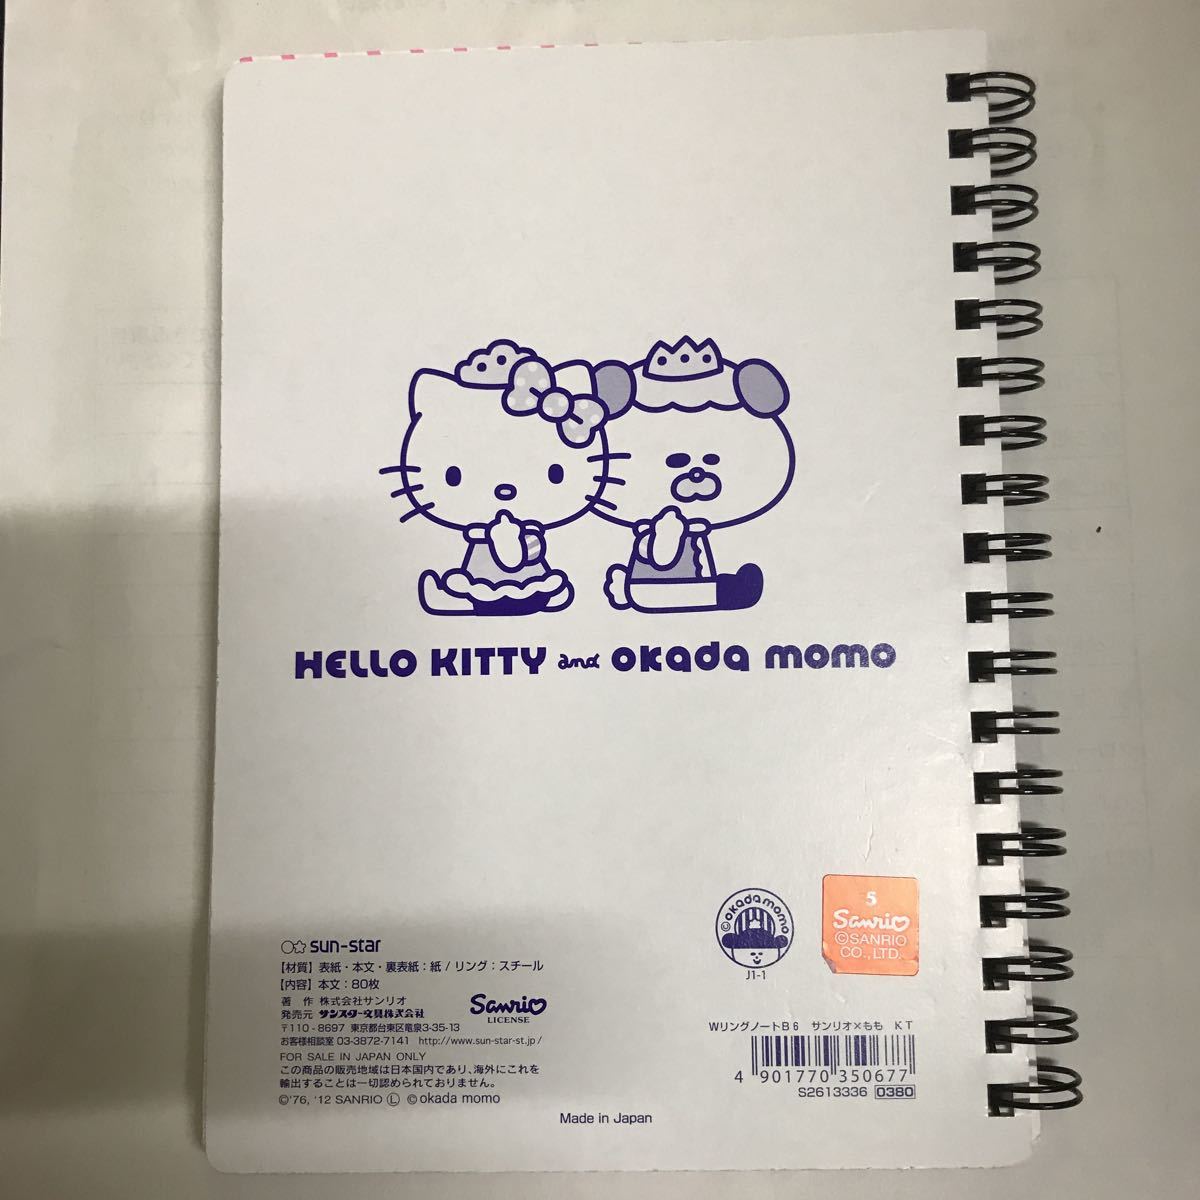 HELLO KITTY and okada momo
©okadamomo
J1-1
5
Sanrio
©SANRIO
CO.,LTD.
sun-star
【材質】表紙・本文・裏表紙：紙 / リング：スチール
【内容】本文：80枚
著 作 株式会社サンリオ
発売元 サンスター文具株式会社
Sanrio
LICENSE
〒110-8697 東京都台東区竜泉3-35-13
お客様相談室 03-3872-7141 http://www.sun-star-st.jp/
FOR SALE IN JAPAN ONLY
この商品の販売地域は日本国内であり、海外にこれを
輸出することは一切認められておりません。
©'76, '12 SANRIO Ⓛ ©okada momo
WリングノートB6 サンリオ×もも KT
4 901770 350677
S2613336 0380
Made in Japan